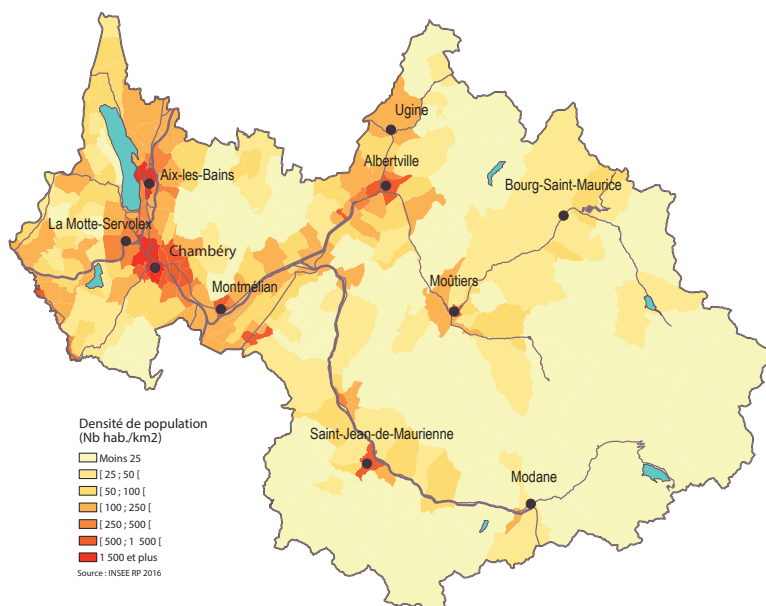 Ugine
Albertville
Aix-les-Bains
Bourg-Saint-Maurice
La Motte-Servolex
Chambéry
Montmélian
Moûtiers
Densité de population
(Nb hab./km2)
Saint-Jean-de-Maurienne
Moins 25
[ 25 ; 50 [
Modane
[ 50 ; 100 [
[ 100 ; 250 [
[ 250 ; 500 [
[ 500 ; 1 500 [
1 500 et plus
Source : INSEE RP 2016